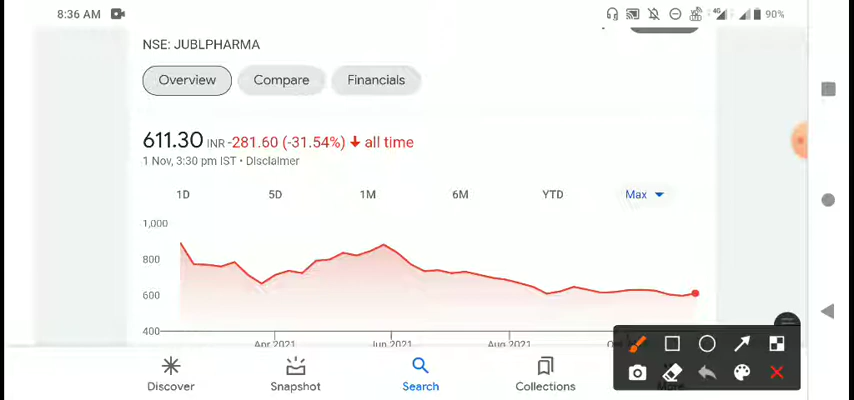 8:36 AM
4G
90%
NSE: JUBLPHARMA
Overview Compare Financials
611.30 INR -281.60 (-31.54%) all time
1 Nov, 3:30 pm IST • Disclaimer
1D 5D 1M 6M YTD Max
1,000
800
600
400
Apr 2021 Jun 2021 Aug 2021
Discover Snapshot Search Collections More